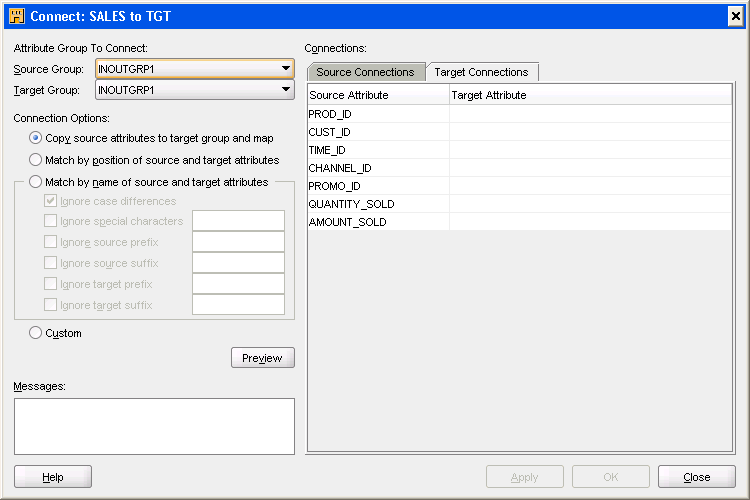 Connect: SALES to TGT
Attribute Group To Connect:
Source Group: INOUTGRP1
Target Group: INOUTGRP1
Connection Options:
Copy source attributes to target group and map
Match by position of source and target attributes
Match by name of source and target attributes
Ignore case differences
Ignore special characters
Ignore source prefix
Ignore source suffix
Ignore target prefix
Ignore target suffix
Custom
Preview
Messages:
Connections:
Source Connections Target Connections
Source Attribute Target Attribute
PROD_ID
CUST_ID
TIME_ID
CHANNEL_ID
PROMO_ID
QUANTITY_SOLD
AMOUNT_SOLD
Help Apply OK Close